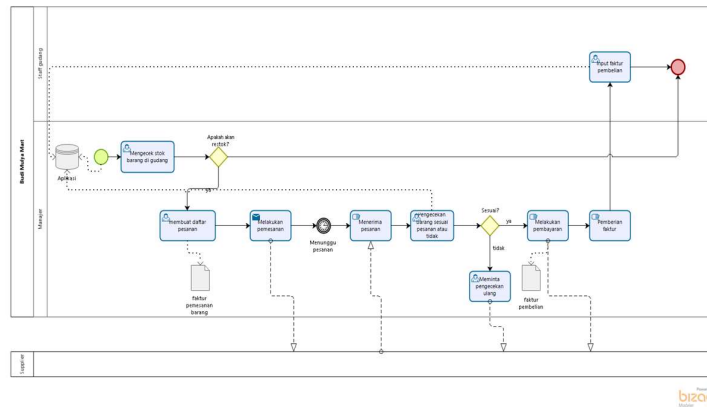 Budi Mulya Mart
Staff gudang
Manajer
Input faktur
pembelian
Aplikasi
Mengecek stok
barang di gudang
Apakah akan
restok?
ya
membuat daftar
pesanan
Melakukan
pemesanan
Menunggu
pesanan
Menerima
pesanan
Pengecekan
barang sesuai
pesanan atau
tidak
Sesuai?
ya
tidak
Melakukan
pembayaran
Pemberian
faktur
Meminta
pengecekan
ulang
faktur
pemesanan
barang
faktur
pembelian
Supplier
Modeler